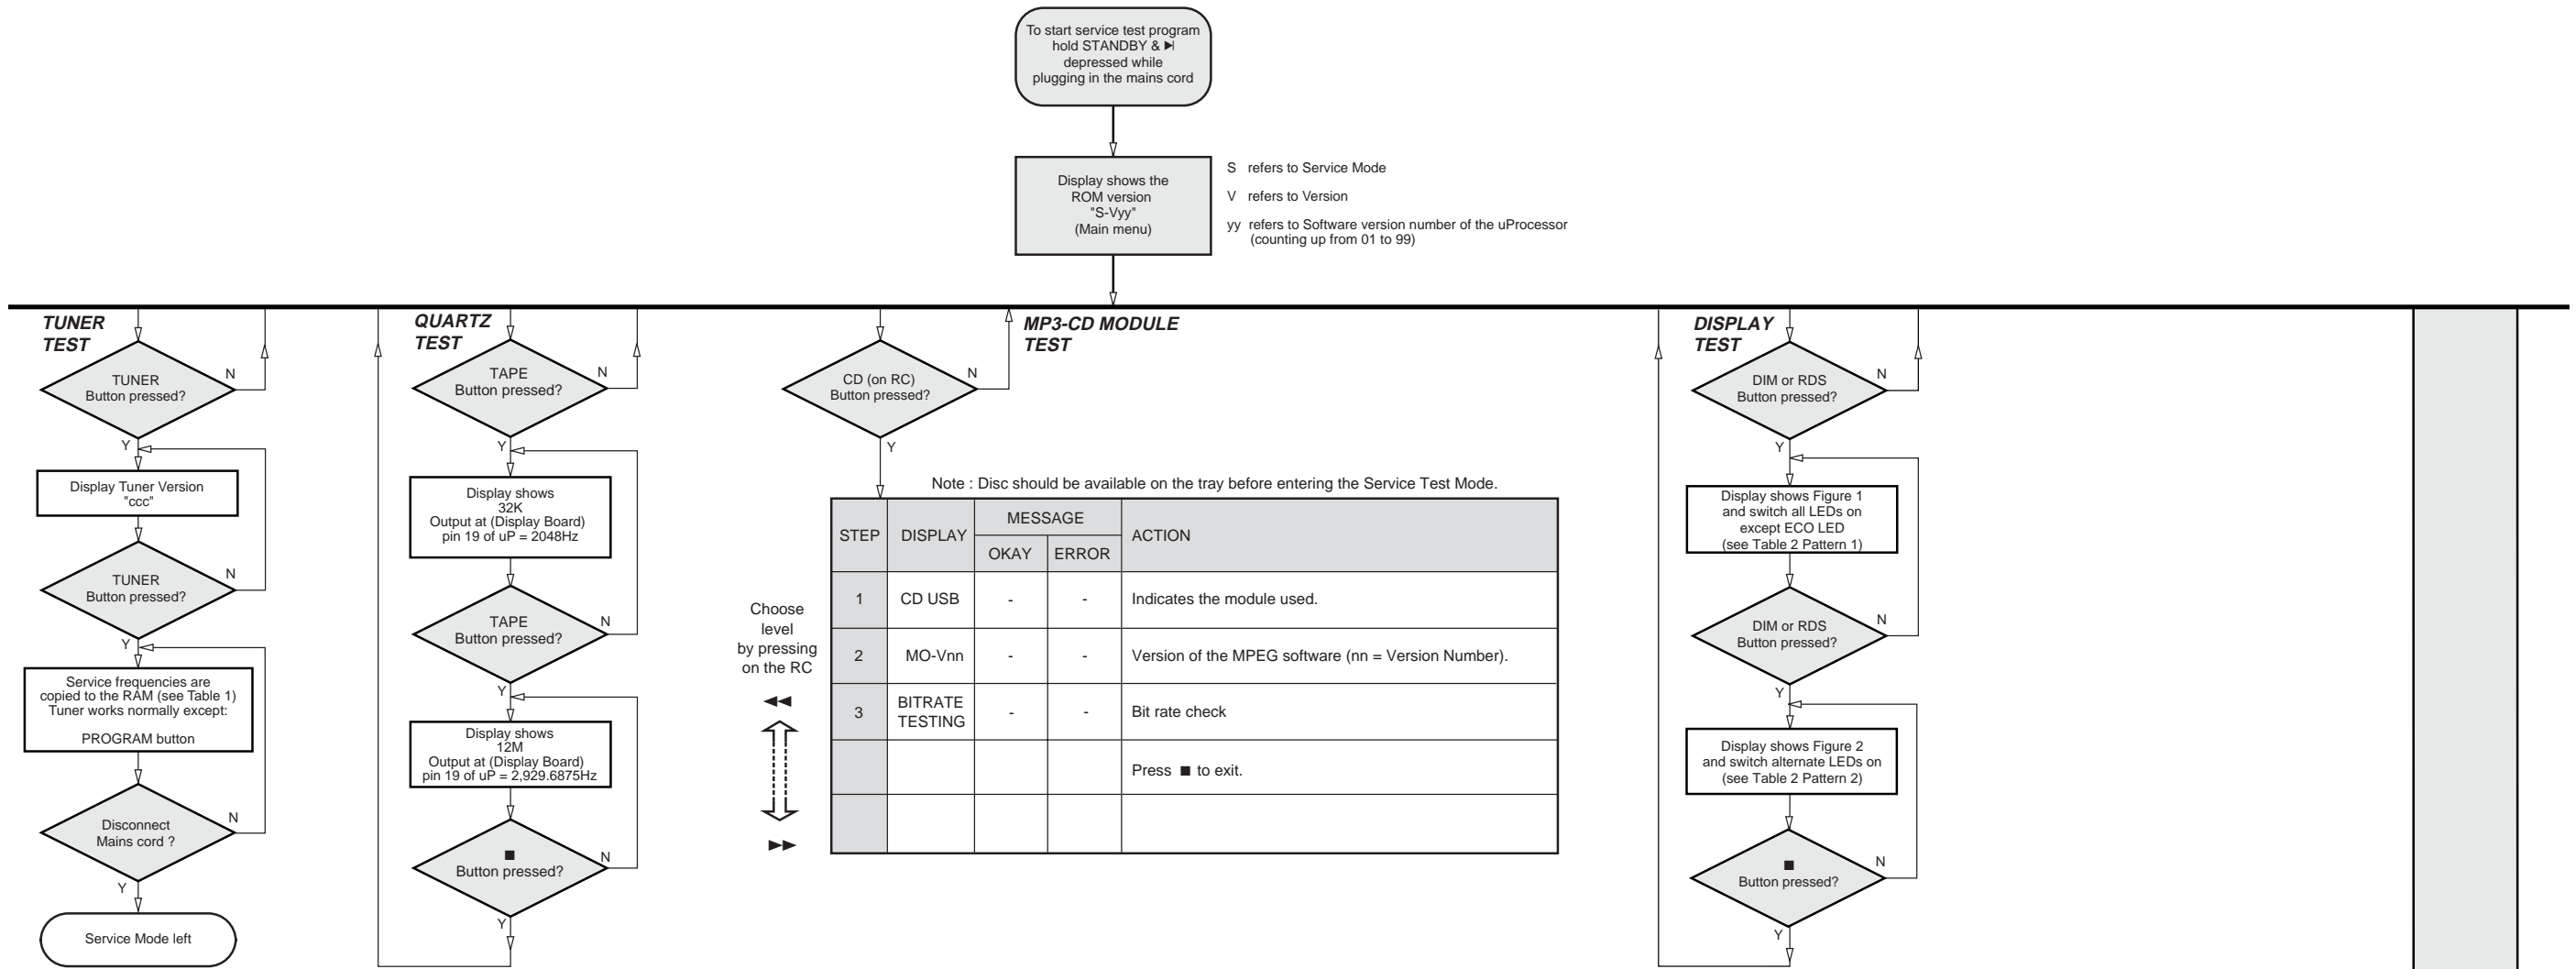 To start service test program
hold STANDBY & ▶|
depressed while
plugging in the mains cord
Display shows the
ROM version
"S-Vyy"
(Main menu)
S refers to Service Mode
V refers to Version
yy refers to Software version number of the uProcessor
(counting up from 01 to 99)
TUNER
TEST
TUNER
Button pressed?
N
Y
Display Tuner Version
"ccc"
TUNER
Button pressed?
N
Y
Service frequencies are
copied to the RAM (see Table 1)
Tuner works normally except:
PROGRAM button
Disconnect
Mains cord ?
N
Y
Service Mode left
QUARTZ
TEST
TAPE
Button pressed?
N
Y
Display shows
32K
Output at (Display Board)
pin 19 of uP = 2048Hz
TAPE
Button pressed?
N
Y
Display shows
12M
Output at (Display Board)
pin 19 of uP = 2,929.6875Hz
■
Button pressed?
N
Y
MP3-CD MODULE
TEST
CD (on RC)
Button pressed?
N
Y
Note : Disc should be available on the tray before entering the Service Test Mode.
Choose
level
by pressing
on the RC
◀◀
▶▶
STEP DISPLAY MESSAGE ACTION
OKAY ERROR
1 CD USB - - Indicates the module used.
2 MO-Vnn - - Version of the MPEG software (nn = Version Number).
3 BITRATE TESTING - - Bit rate check
Press ■ to exit.
DISPLAY
TEST
DIM or RDS
Button pressed?
N
Y
Display shows Figure 1
and switch all LEDs on
except ECO LED
(see Table 2 Pattern 1)
DIM or RDS
Button pressed?
N
Y
Display shows Figure 2
and switch alternate LEDs on
(see Table 2 Pattern 2)
■
Button pressed?
N
Y